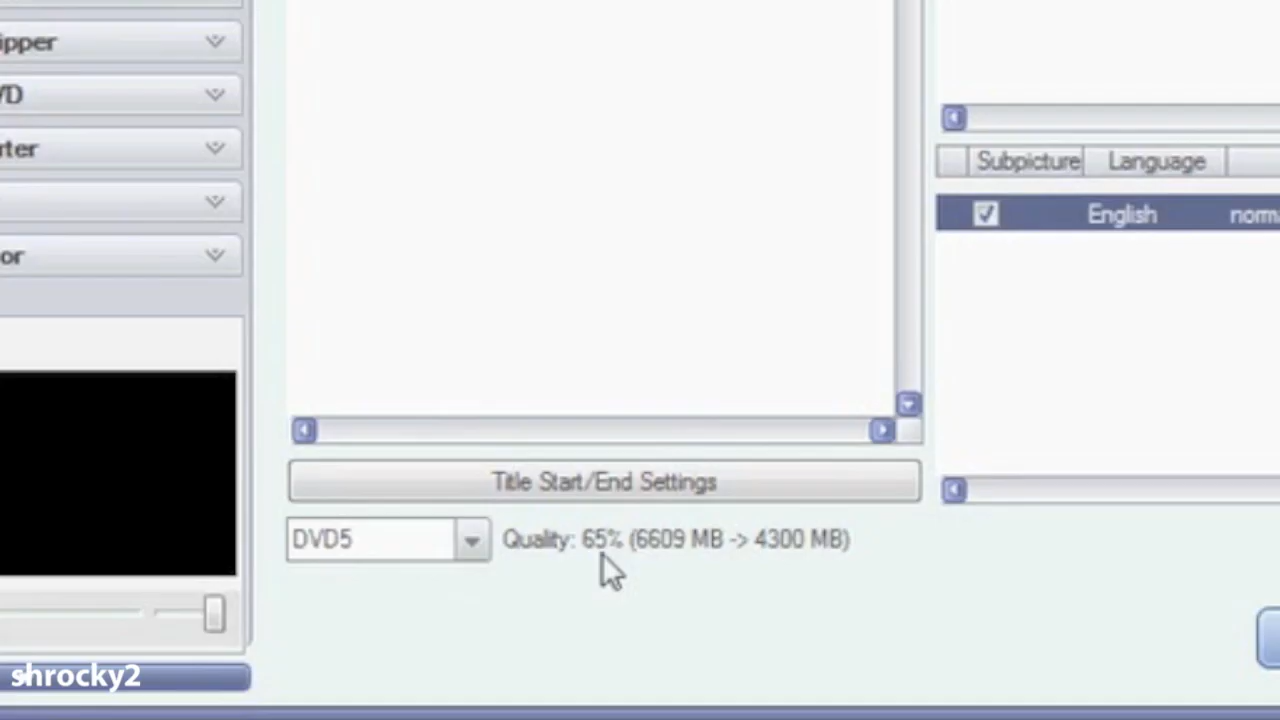 ipper
VD
rter
or
Subpicture Language
English norm
Title Start/End Settings
DVD5 Quality: 65% (6609 MB -> 4300 MB)
shrocky2